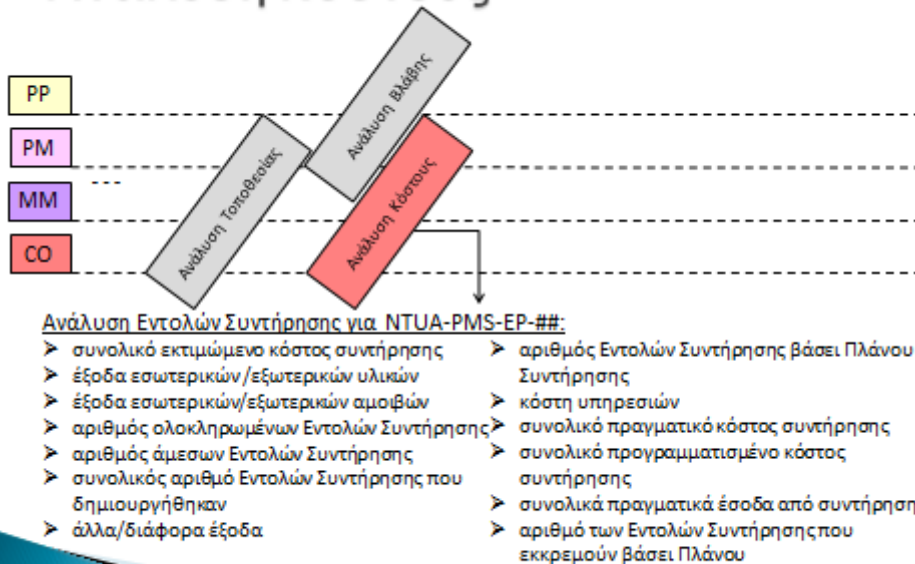 PP
PM
MM
CO
---
Ανάλυση Τοποθεσίας
Ανάλυση Βλάβης
Ανάλυση Κόστους
Ανάλυση Εντολών Συντήρησης για NTUA-PMS-EP-##:
➤ συνολικό εκτιμώμενο κόστος συντήρησης
➤ έξοδα εσωτερικών/εξωτερικών υλικών
➤ έξοδα εσωτερικών/εξωτερικών αμοιβών
➤ αριθμός ολοκληρωμένων Εντολών Συντήρησης
➤ αριθμός άμεσων Εντολών Συντήρησης
➤ συνολικός αριθμό Εντολών Συντήρησης που
δημιουργήθηκαν
➤ άλλα/διάφορα έξοδα
➤ αριθμός Εντολών Συντήρησης βάσει Πλάνου
Συντήρησης
➤ κόστη υπηρεσιών
➤ συνολικό πραγματικό κόστος συντήρησης
➤ συνολικό προγραμματισμένο κόστος
συντήρησης
➤ συνολικά πραγματικά έσοδα από συντήρηση
➤ αριθμό των Εντολών Συντήρησης που
εκκρεμούν βάσει Πλάνου